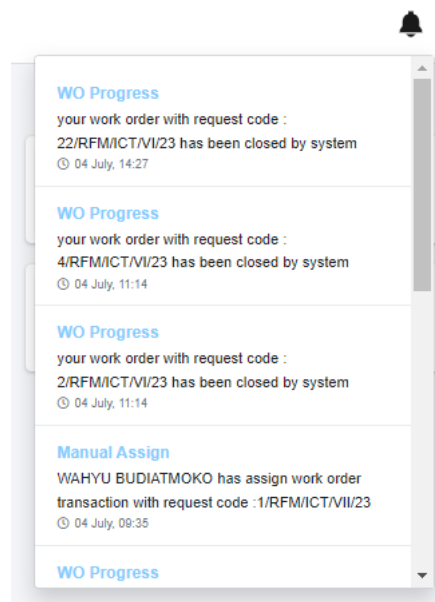 WO Progress
your work order with request code :
22/RFM/ICT/VI/23 has been closed by system
04 July, 14:27
WO Progress
your work order with request code :
4/RFM/ICT/VI/23 has been closed by system
04 July, 11:14
WO Progress
your work order with request code :
2/RFM/ICT/VI/23 has been closed by system
04 July, 11:14
Manual Assign
WAHYU BUDIATMOKO has assign work order
transaction with request code :1/RFM/ICT/VII/23
04 July, 09:35
WO Progress